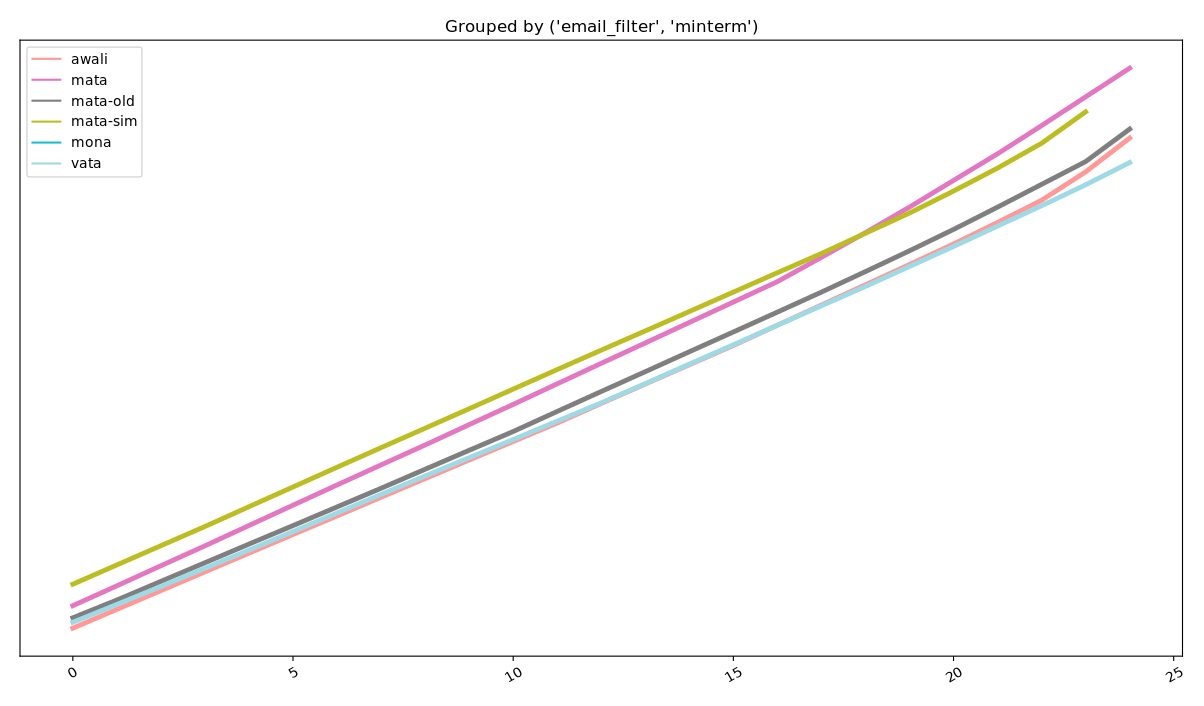 Grouped by ('email_filter', 'minterm')
awali
mata
mata-old
mata-sim
mona
vata
0 5 10 15 20 25